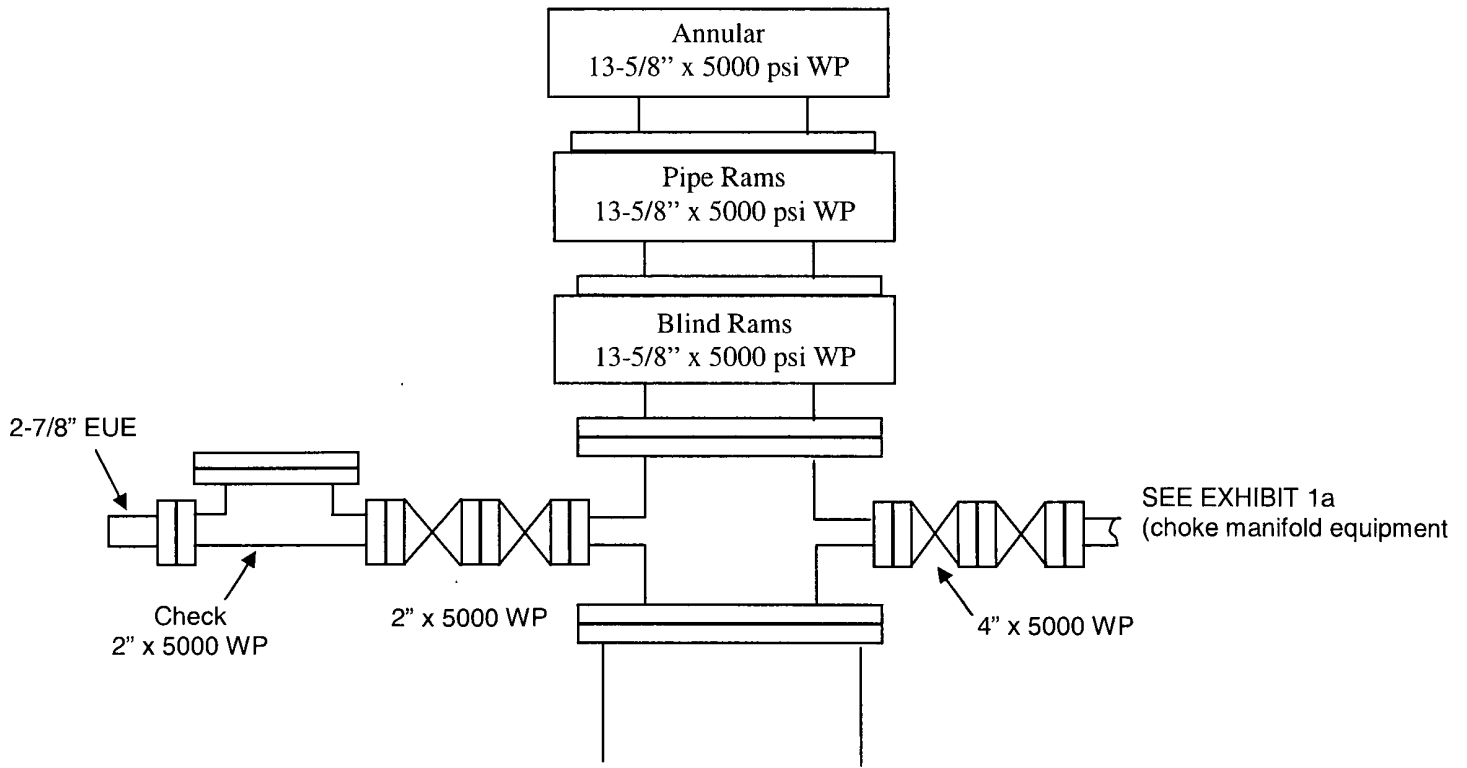 Annular
13-5/8” x 5000 psi WP
Pipe Rams
13-5/8” x 5000 psi WP
Blind Rams
13-5/8” x 5000 psi WP
2-7/8” EUE
Check
2” x 5000 WP
2” x 5000 WP
4” x 5000 WP
SEE EXHIBIT 1a
(choke manifold equipment